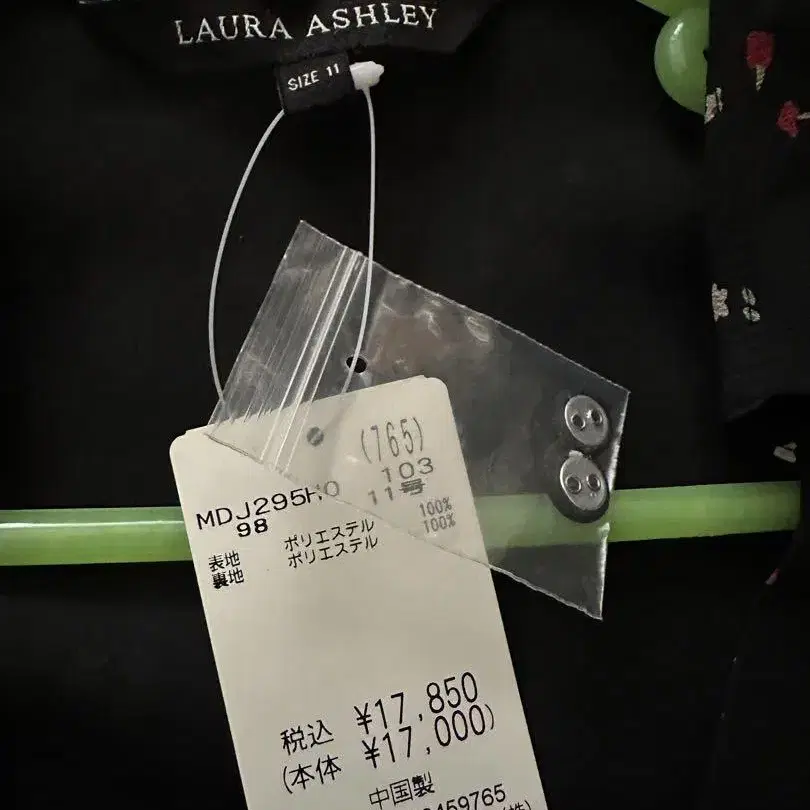 LAURA ASHLEY
SIZE 11
(765)
MDJ295H0 103
98 11号
表地 ポリエステル 100%
裏地 ポリエステル 100%
税込 ¥17,850
(本体 ¥17,000)
中国製